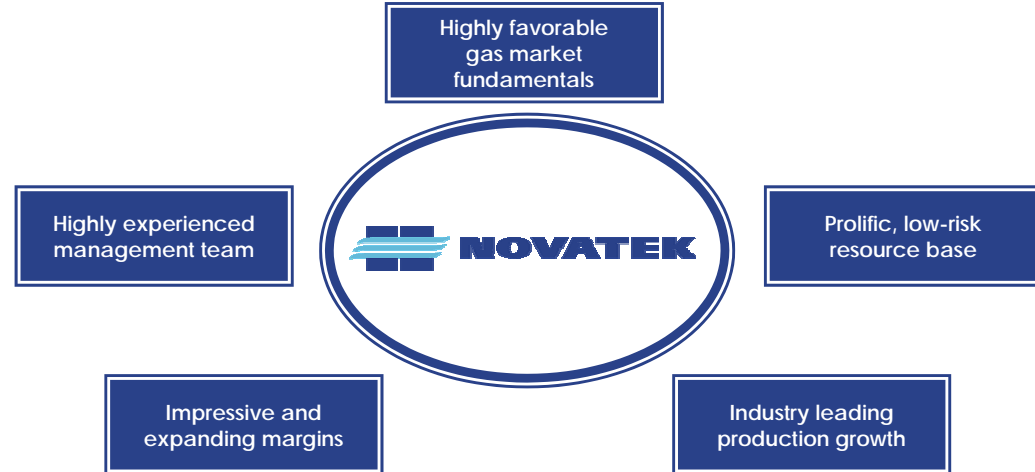 Highly favorable
gas market
fundamentals
Highly experienced
management team
NOVATEK
Prolific, low-risk
resource base
Impressive and
expanding margins
Industry leading
production growth